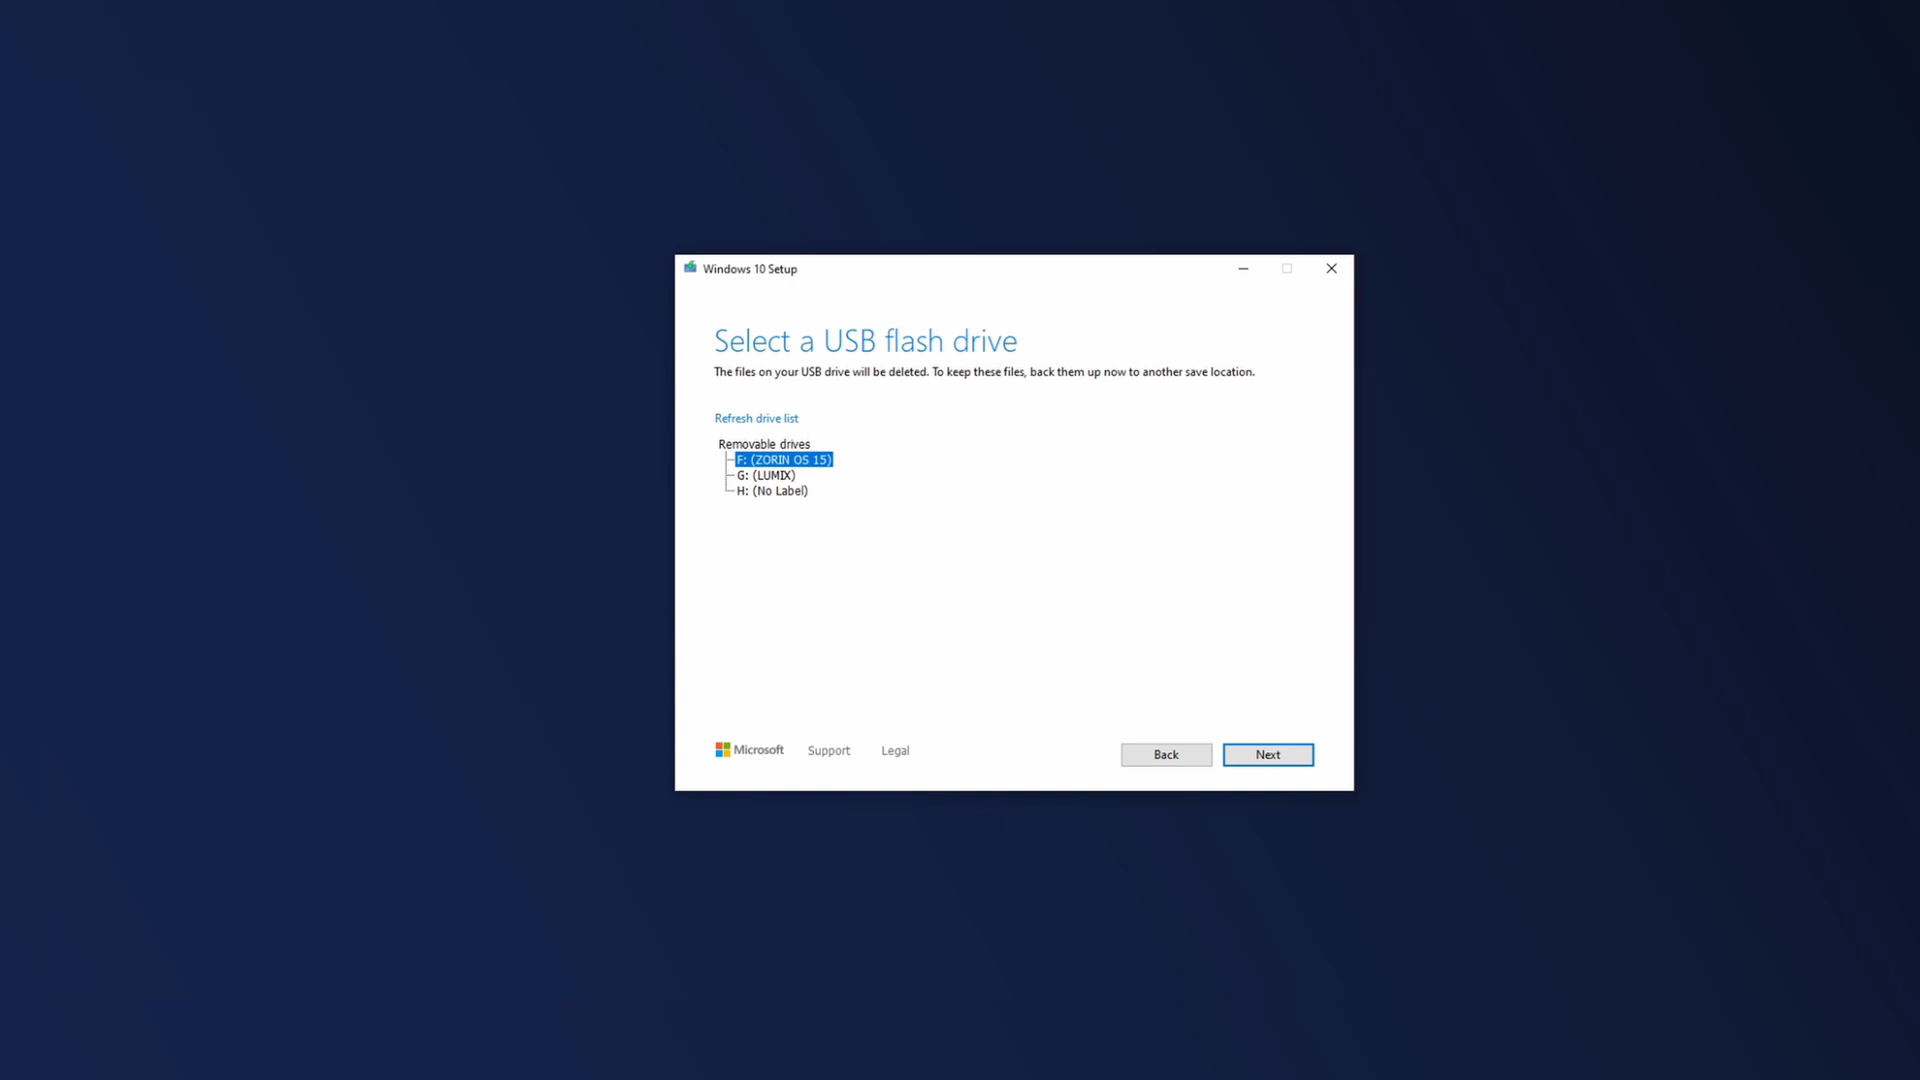 Windows 10 Setup
Select a USB flash drive
The files on your USB drive will be deleted. To keep these files, back them up now to another save location.
Refresh drive list
Removable drives
F: (ZORIN OS 15)
G: (LUMIX)
H: (No Label)
Microsoft Support Legal Back Next